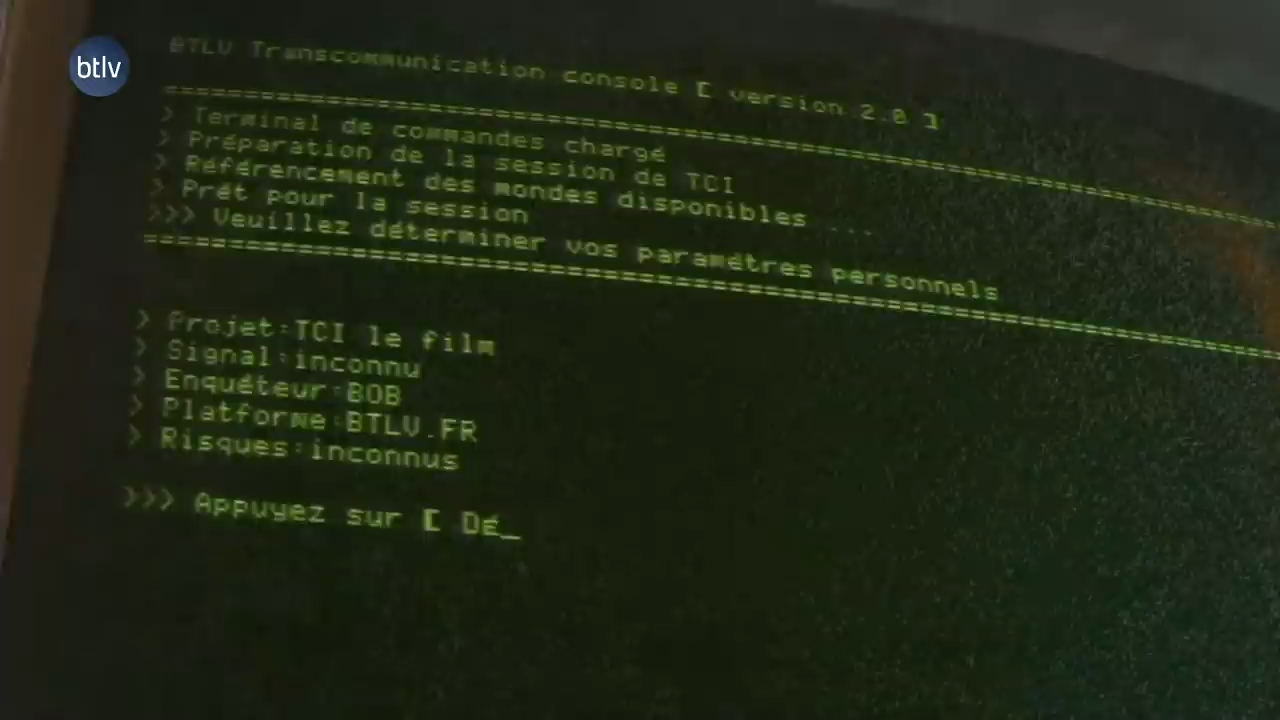 btlv
BTLV Transcommunication console [ version 2.0 ]
================================================
> Terminal de commandes chargé
> Préparation de la session de TCI
> Référencement des mondes disponibles ...
> Prêt pour la session
>>> Veuillez déterminer vos paramètres personnels
================================================
> Projet:TCI le film
> Signal:inconnu
> Enquêteur:BOB
> Platforme:BTLV.FR
> Risques:inconnus
>>> Appuyez sur [ Dé_